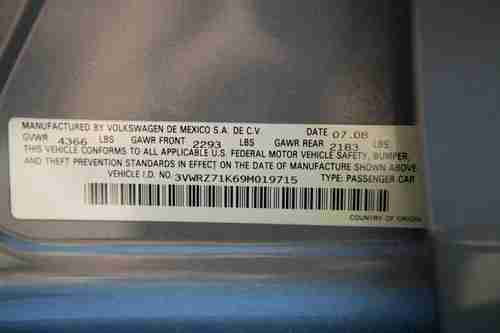 MANUFACTURED BY VOLKSWAGEN DE MEXICO S.A. DE C.V. DATE 07.08
GVWR 4366 LBS GAWR FRONT 2293 LBS GAWR REAR 2183 LBS.
THIS VEHICLE CONFORMS TO ALL APPLICABLE U.S. FEDERAL MOTOR VEHICLE SAFETY, BUMPER,
AND THEFT PREVENTION STANDARDS IN EFFECT ON THE DATE OF MANUFACTURE SHOWN ABOVE.
VEHICLE I.D. NO. 3VWRZ71K69M019715 TYPE: PASSENGER CAR
COUNTRY OF ORIGIN